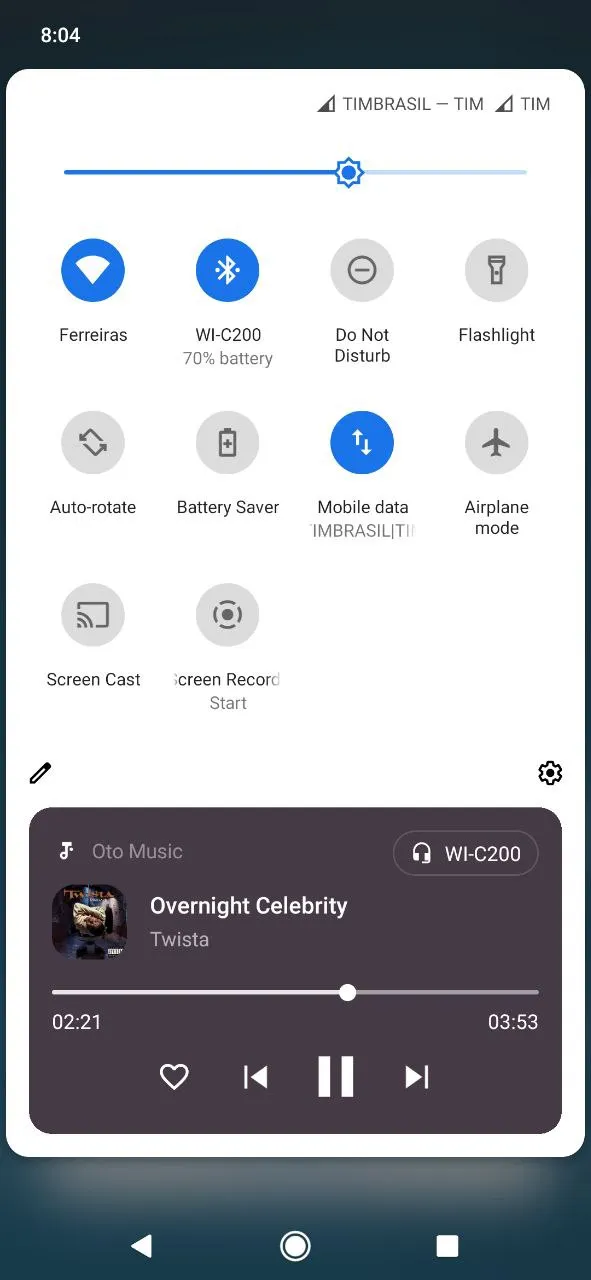 8:04
TIMBRASIL — TIM TIM
Ferreiras
WI-C200
70% battery
Do Not
Disturb
Flashlight
Auto-rotate
Battery Saver
Mobile data
TIMBRASIL|TI
Airplane
mode
Screen Cast
Screen Record
Start
Oto Music
WI-C200
Twista
Overnight Celebrity
Twista
02:21
03:53